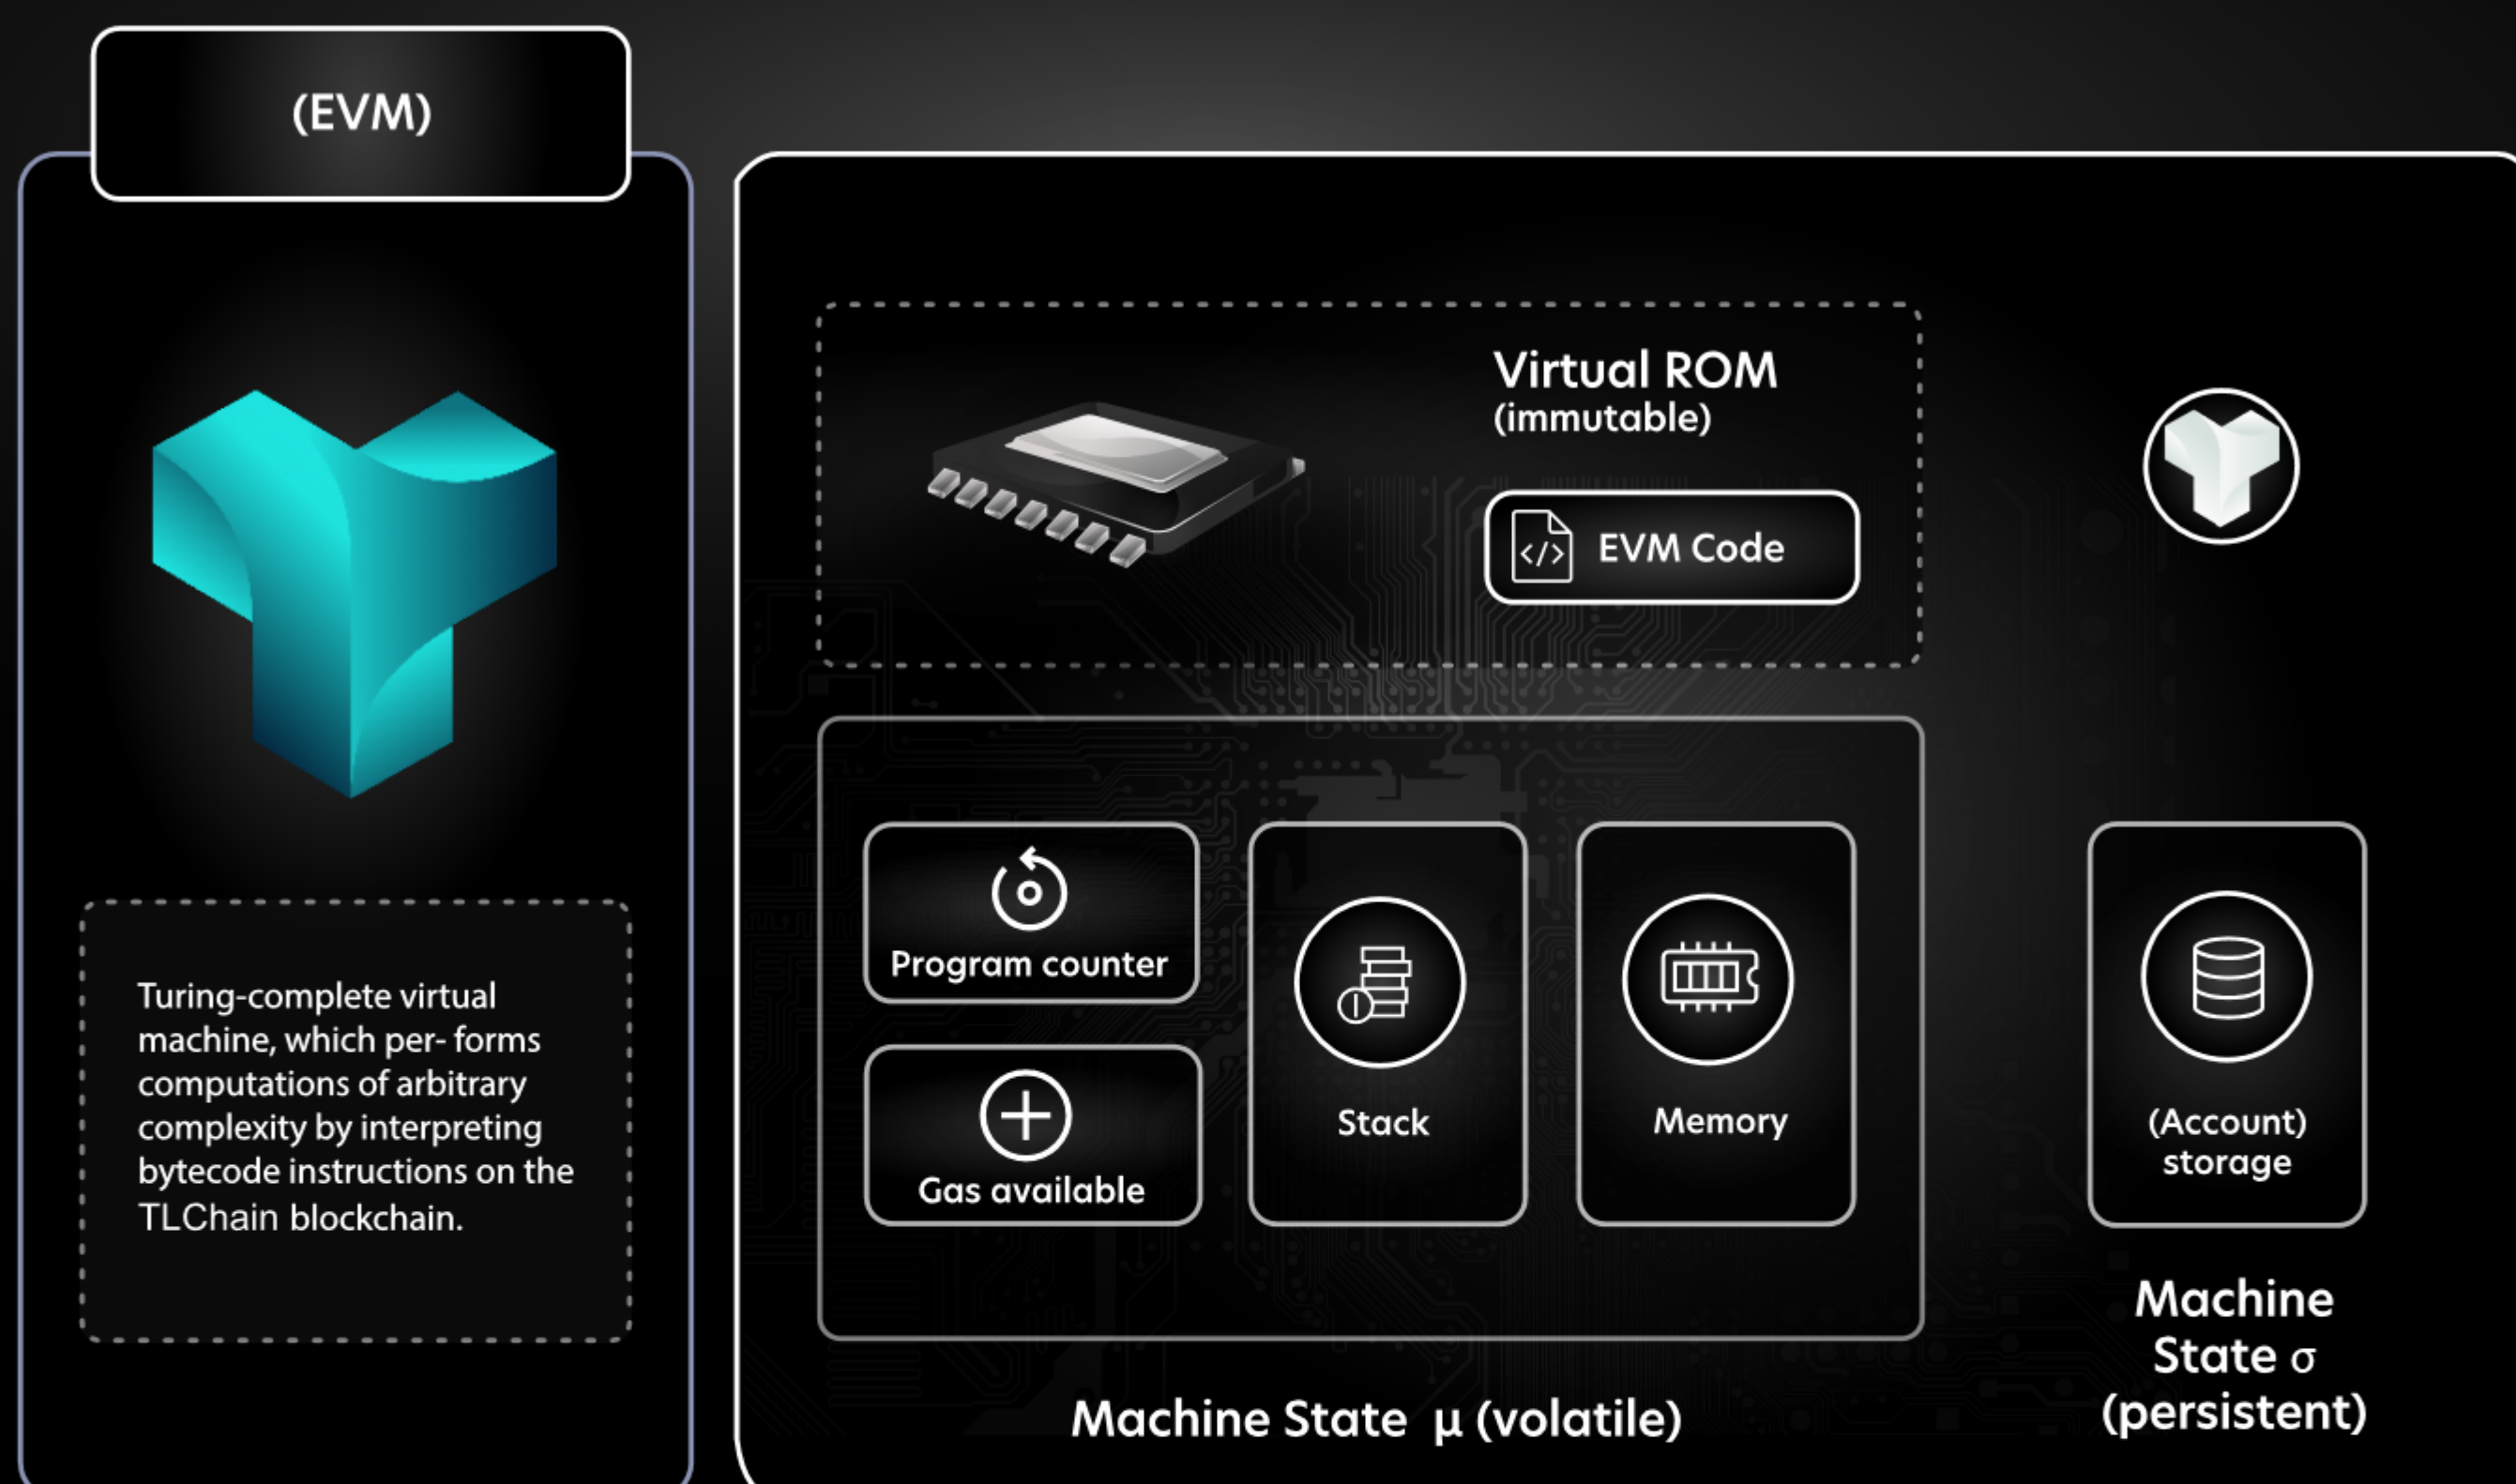 (EVM)
Turing-complete virtual
machine, which per- forms
computations of arbitrary
complexity by interpreting
bytecode instructions on the
TLChain blockchain.
Virtual ROM
(immutable)
</> EVM Code
Program counter
Gas available
Stack
Memory
Machine State μ (volatile)
(Account)
storage
Machine
State σ
(persistent)